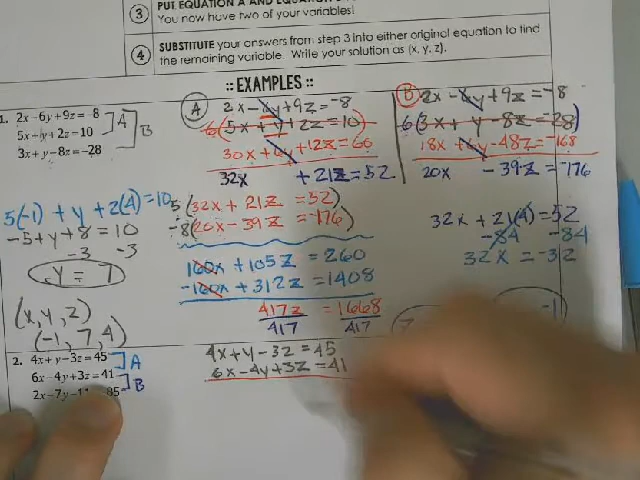 3 PUT EQUATION A AND EQUATION
You now have two of your variables!
4 SUBSTITUTE your answers from step 3 into either original equation to find
the remaining variable. Write your solution as (x, y, z).
:: EXAMPLES ::
1. 2x – 6y + 9z = –8
5x + y + 2z = 10
3x + y – 8z = –28
A
B
A
2x - 6y + 9z = -8
6(5x + y + 2z = 10)
30x + 6y + 12z = 60
32x + 21z = 52
B
2x - 6y + 9z = -8
6(3x + y - 8z = -28)
18x + 6y - 48z = -168
20x - 39z = -176
5(32x + 21z = 52)
-8(20x - 39z = -176)
160x + 105z = 260
-160x + 312z = 1408
417z = 1668
417 417
32x + 21(4) = 52
-84 -84
32x = -32
-1
5(-1) + y + 2(4) = 10
-5 + y + 8 = 10
-3 -3
y = 7
(x, y, z)
(-1, 7, 4)
2. 4x + y – 3z = 45
6x – 4y + 3z = 41
A
B
4x + y - 3z = 45
6x - 4y + 3z = 41